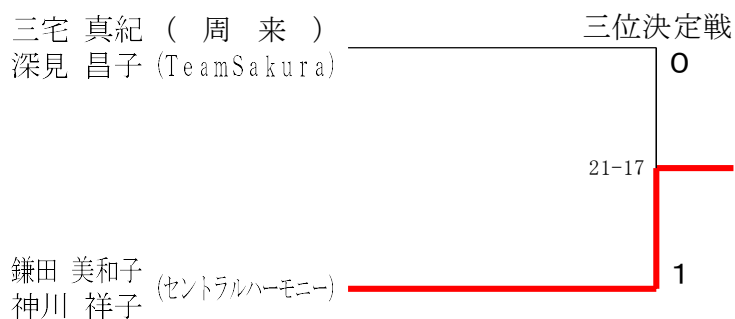 三宅 真紀 ( 周 来 )
深見 昌子 (TeamSakura)
三位決定戦
0
21-17
鎌田 美和子
神川 祥子
(セントラルハーモニー)
1